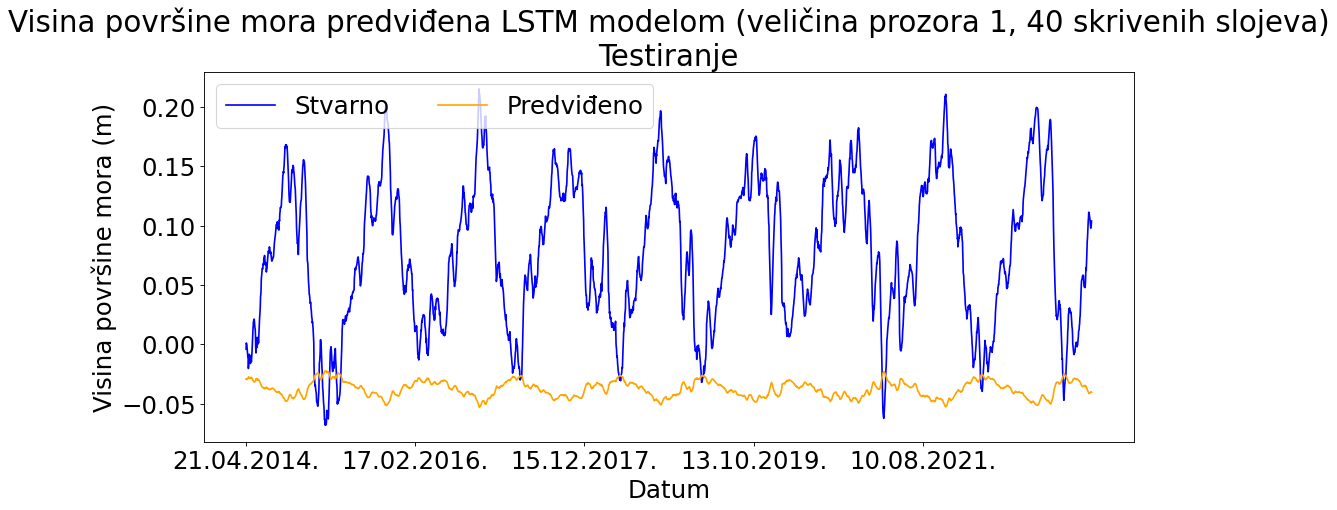 Visina površine mora predviđena LSTM modelom (veličina prozora 1, 40 skrivenih slojeva)
Testiranje
Stvarno
Predviđeno
Visina površine mora (m)
0.20
0.15
0.10
0.05
0.00
−0.05
21.04.2014.
17.02.2016.
15.12.2017.
13.10.2019.
10.08.2021.
Datum